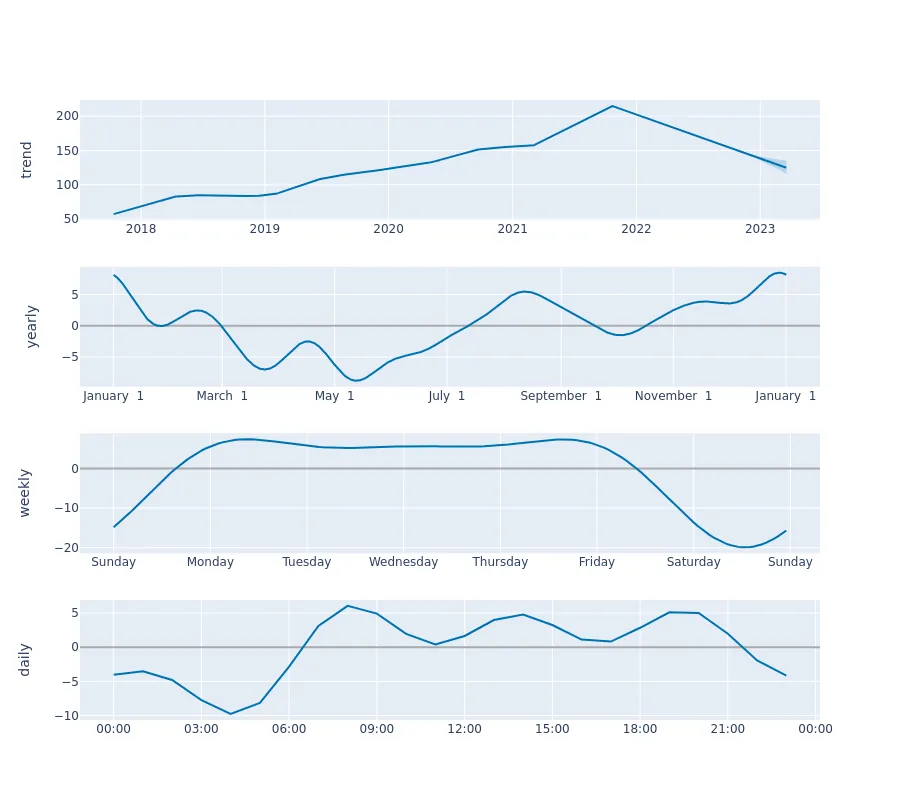 trend
200
150
100
50
2018 2019 2020 2021 2022 2023
yearly
5
0
−5
January 1 March 1 May 1 July 1 September 1 November 1 January 1
weekly
0
−10
−20
Sunday Monday Tuesday Wednesday Thursday Friday Saturday Sunday
daily
5
0
−5
−10
00:00 03:00 06:00 09:00 12:00 15:00 18:00 21:00 00:00